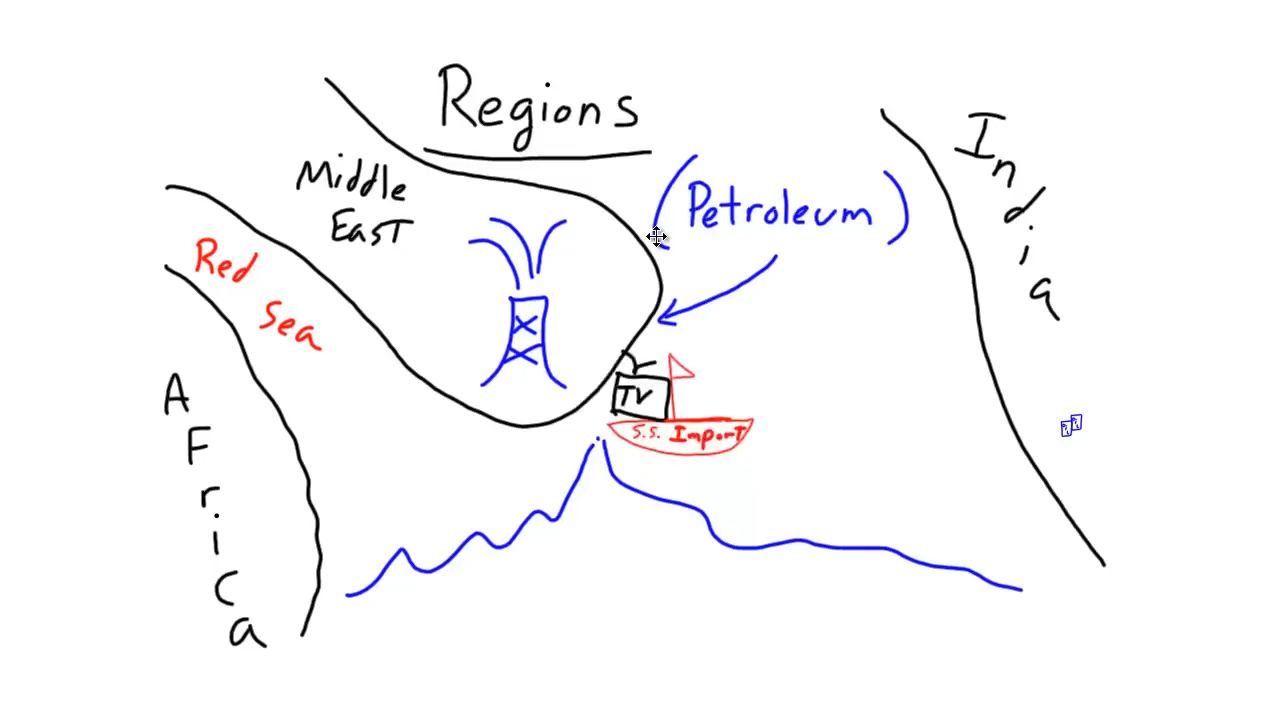 Regions
Middle
East
(Petroleum)
India
Red
Sea
Africa
TV
S.S. Import